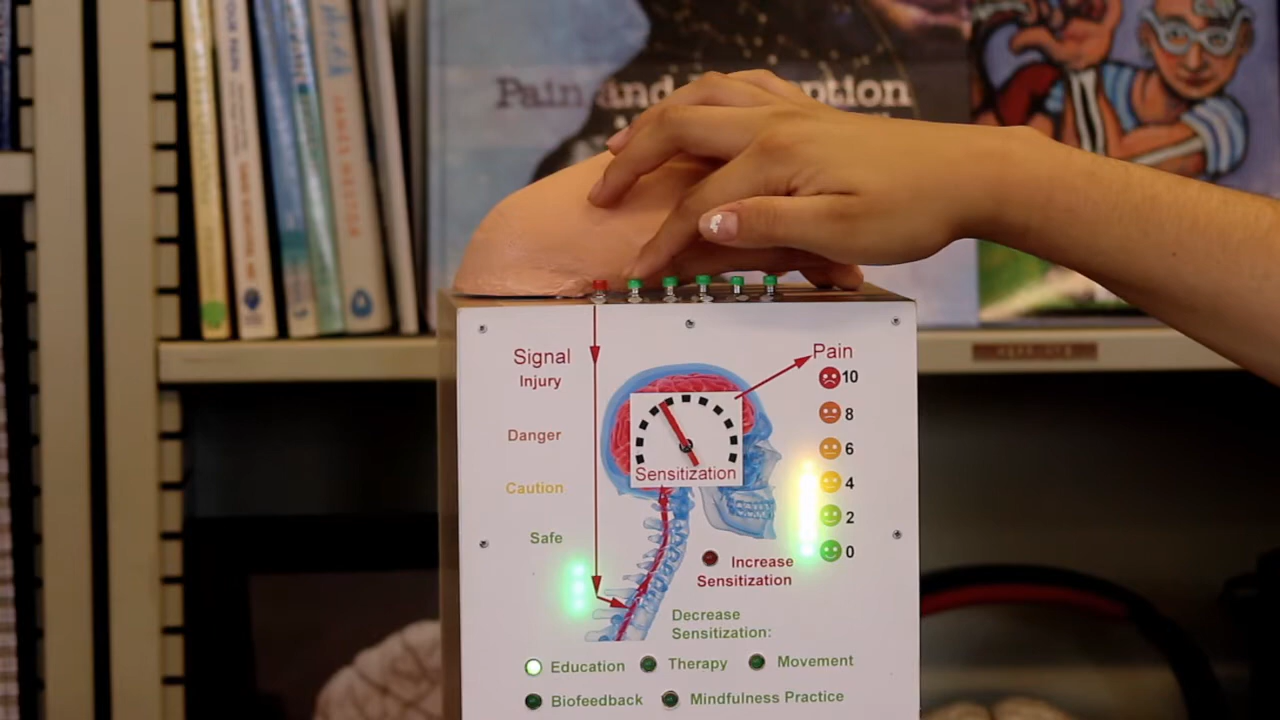 Pain and
Signal
Injury
Danger
Caution
Safe
Pain
10
8
6
4
2
0
Sensitization
Increase
Sensitization
Decrease
Sensitization:
Education
Therapy
Movement
Biofeedback
Mindfulness Practice